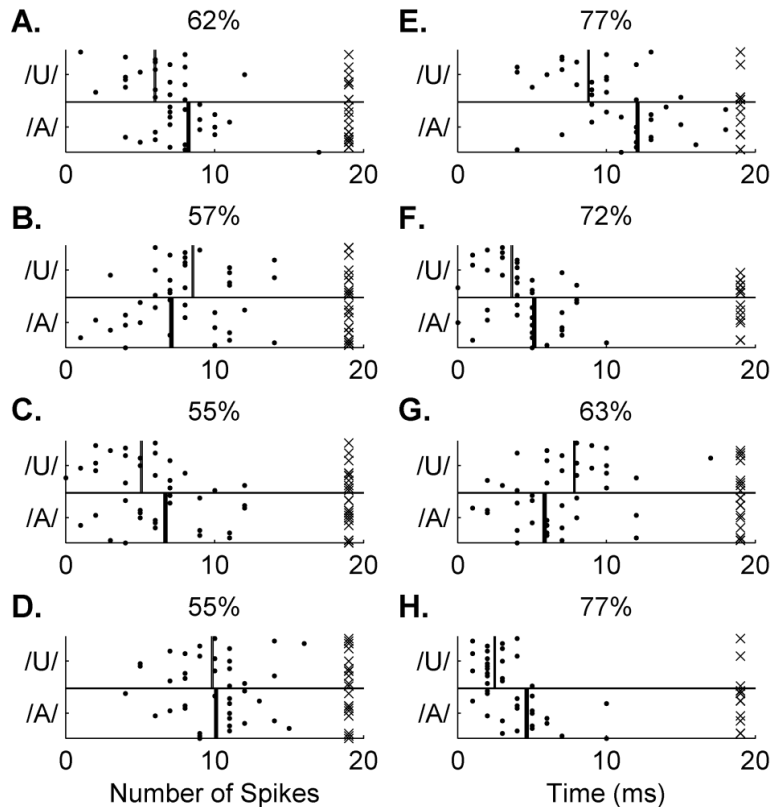 A. 62%
/U/
/A/
0 10 20
B. 57%
/U/
/A/
0 10 20
C. 55%
/U/
/A/
0 10 20
D. 55%
/U/
/A/
0 10 20
Number of Spikes
E. 77%
/U/
/A/
0 10 20
F. 72%
/U/
/A/
0 10 20
G. 63%
/U/
/A/
0 10 20
H. 77%
/U/
/A/
0 10 20
Time (ms)